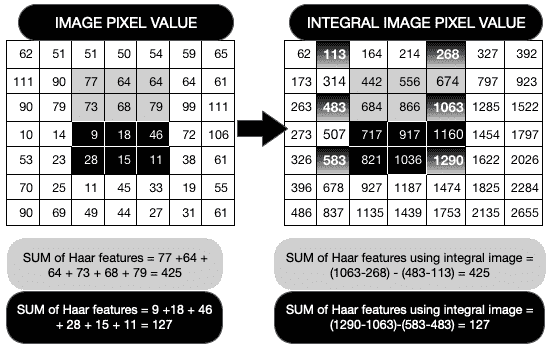 IMAGE PIXEL VALUE
INTEGRAL IMAGE PIXEL VALUE
62 51 51 50 54 59 65
111 90 77 64 64 64 61
90 79 73 68 79 99 111
10 14 9 18 46 72 106
53 23 28 15 11 38 61
70 25 11 45 33 19 55
90 69 49 44 27 31 61
62 113 164 214 268 327 392
173 314 442 556 674 797 923
263 483 684 866 1063 1285 1522
273 507 717 917 1160 1454 1797
326 583 821 1036 1290 1622 2026
396 678 927 1187 1474 1825 2284
486 837 1135 1439 1753 2135 2655
SUM of Haar features = 77 +64 +
64 + 73 + 68 + 79 = 425
SUM of Haar features = 9 +18 + 46
+ 28 + 15 + 11 = 127
SUM of Haar features using integral image =
(1063-268) - (483-113) = 425
SUM of Haar features using integral image =
(1290-1063)-(583-483) = 127